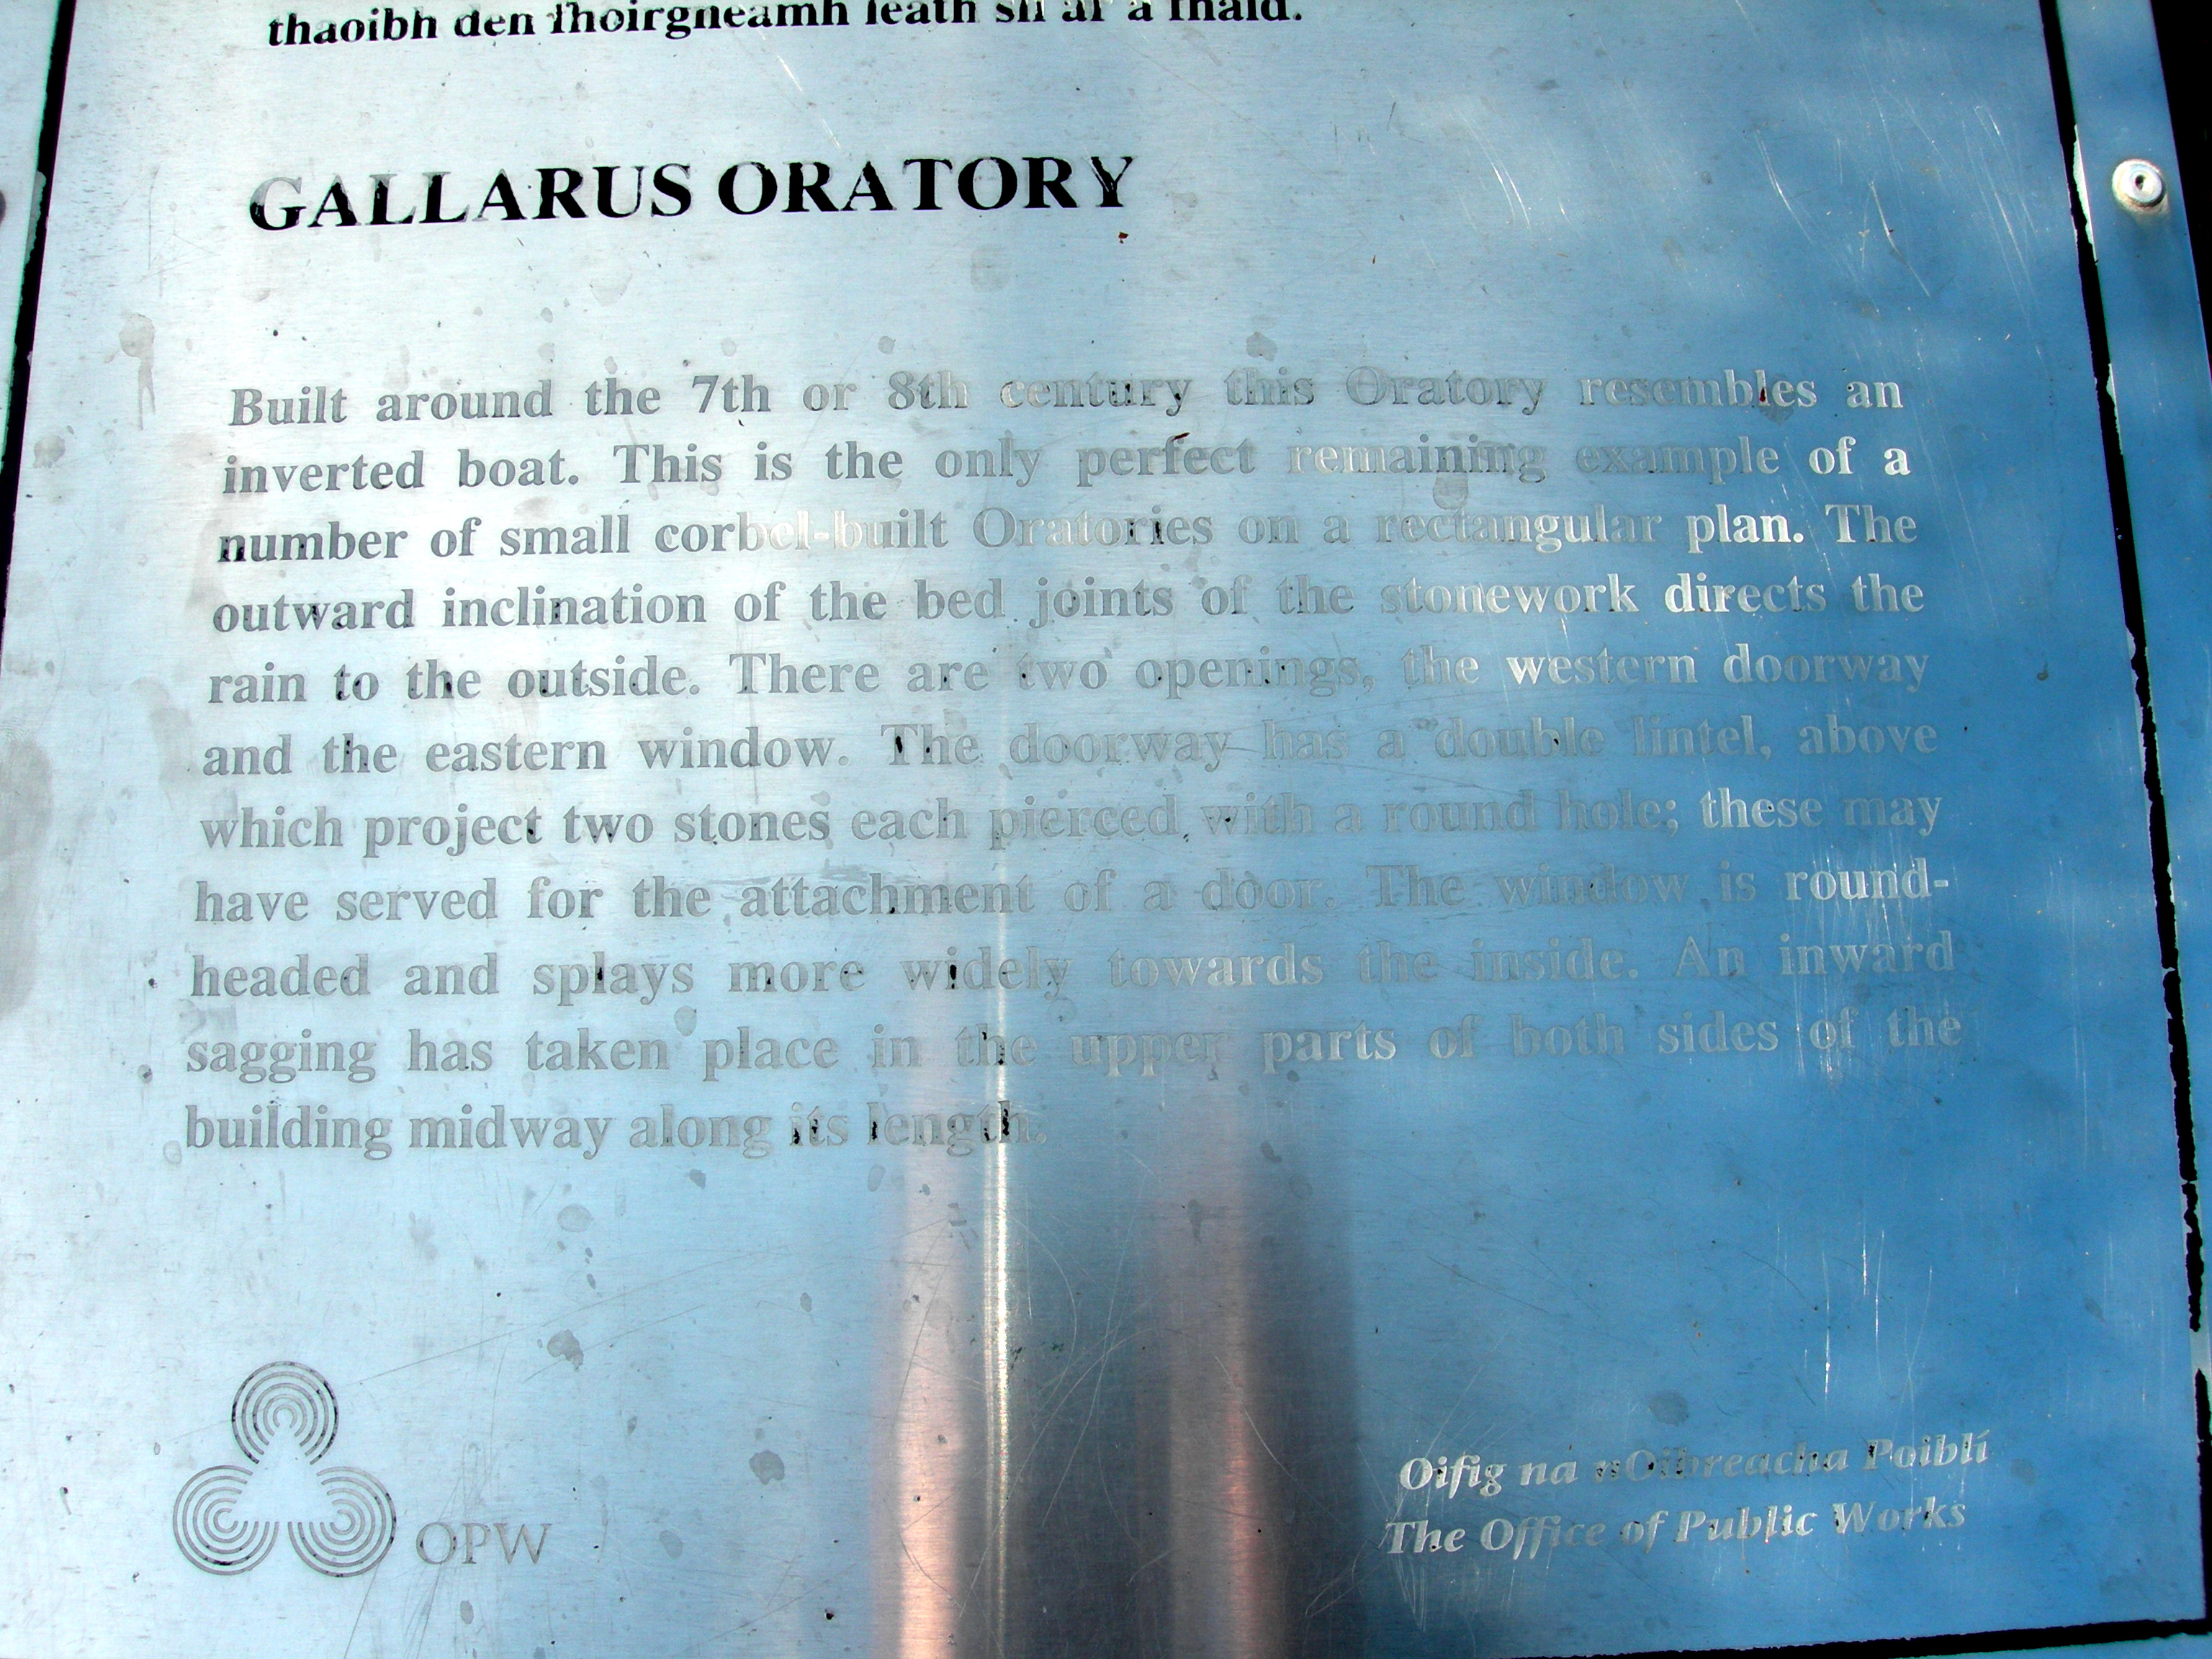 thaoibh den fhoirgneamh leath slí ar a fhaid.
GALLARUS ORATORY
Built around the 7th or 8th century this Oratory resembles an
inverted boat. This is the only perfect remaining example of a
number of small corbel-built Oratories on a rectangular plan. The
outward inclination of the bed joints of the stonework directs the
rain to the outside. There are two openings, the western doorway
and the eastern window. The doorway has a double lintel, above
which project two stones each pierced with a round hole; these may
have served for the attachment of a door. The window is round-
headed and splays more widely towards the inside. An inward
sagging has taken place in the upper parts of both sides of the
building midway along its length.
OPW
Oifig na nOibreacha Poiblí
The Office of Public Works